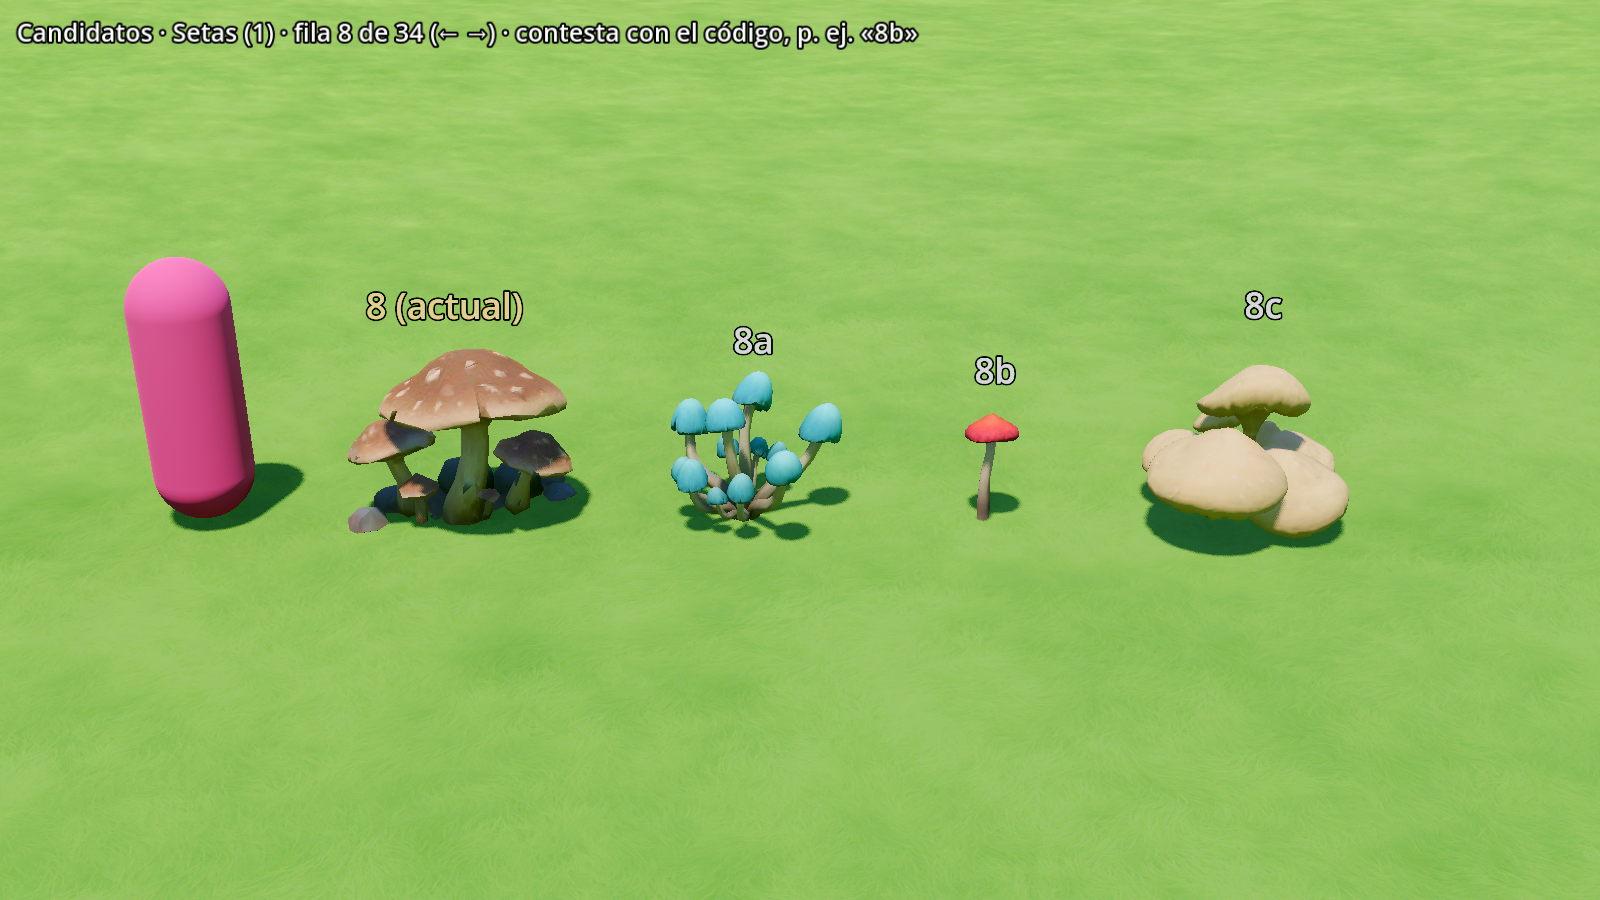 Candidatos · Setas (1) · fila 8 de 34 (← →) · contesta con el código, p. ej. «8b»
8 (actual)
8a
8b
8c